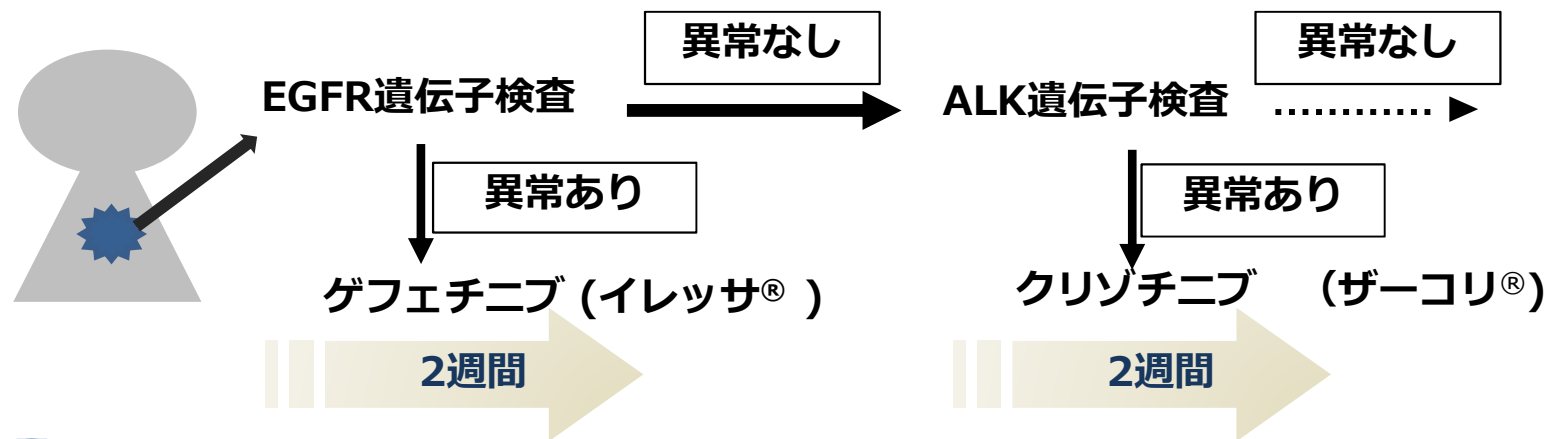 異常なし
異常なし
EGFR遺伝子検査
ALK遺伝子検査
異常あり
異常あり
ゲフェチニブ (イレッサ® )
クリゾチニブ （ザーコリ®)
2週間
2週間